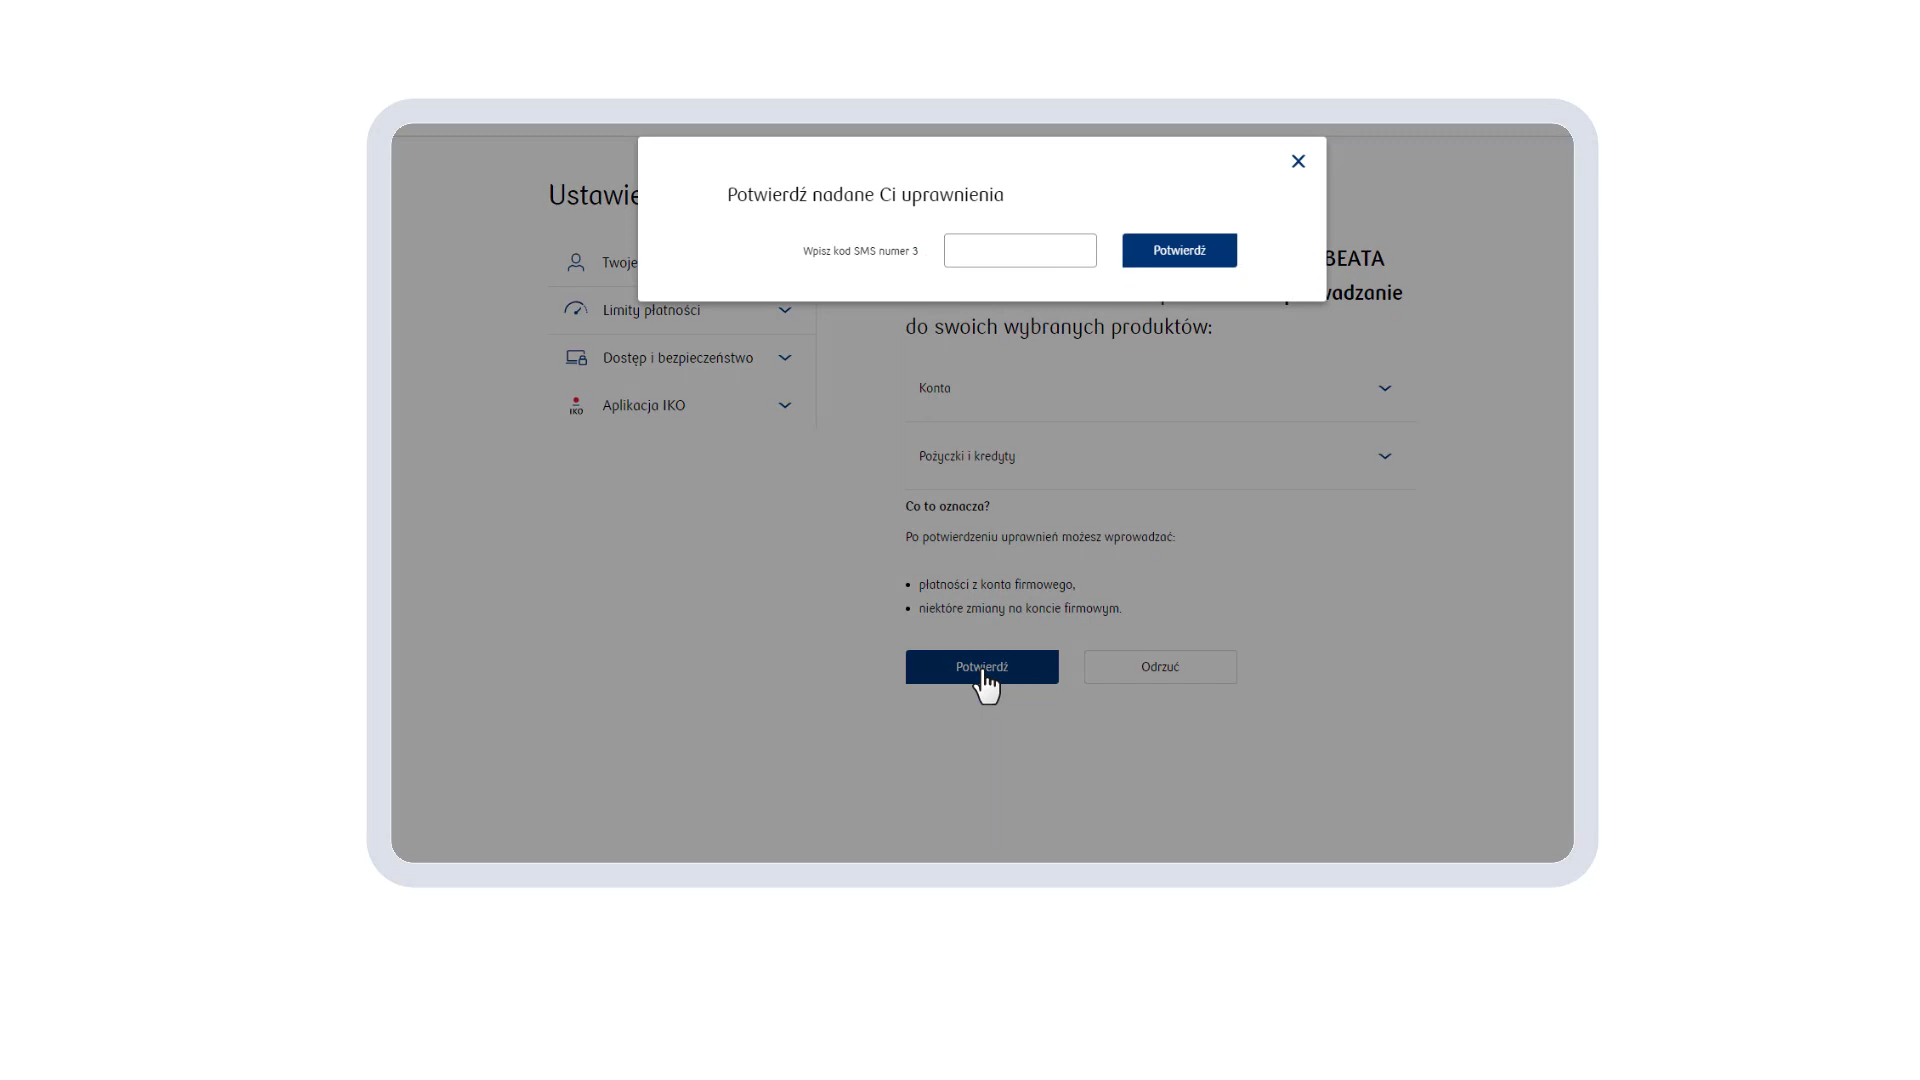 Potwierdź nadane Ci uprawnienia
Wpisz kod SMS numer 3
Potwierdź
Twoje
Limity płatności
Dostęp i bezpieczeństwo
IKO Aplikacja IKO
BEATA
do swoich wybranych produktów:
Konta
Pożyczki i kredyty
Co to oznacza?
Po potwierdzeniu uprawnień możesz wprowadzać:
• płatności z konta firmowego,
• niektóre zmiany na koncie firmowym.
Potwierdź
Odrzuć